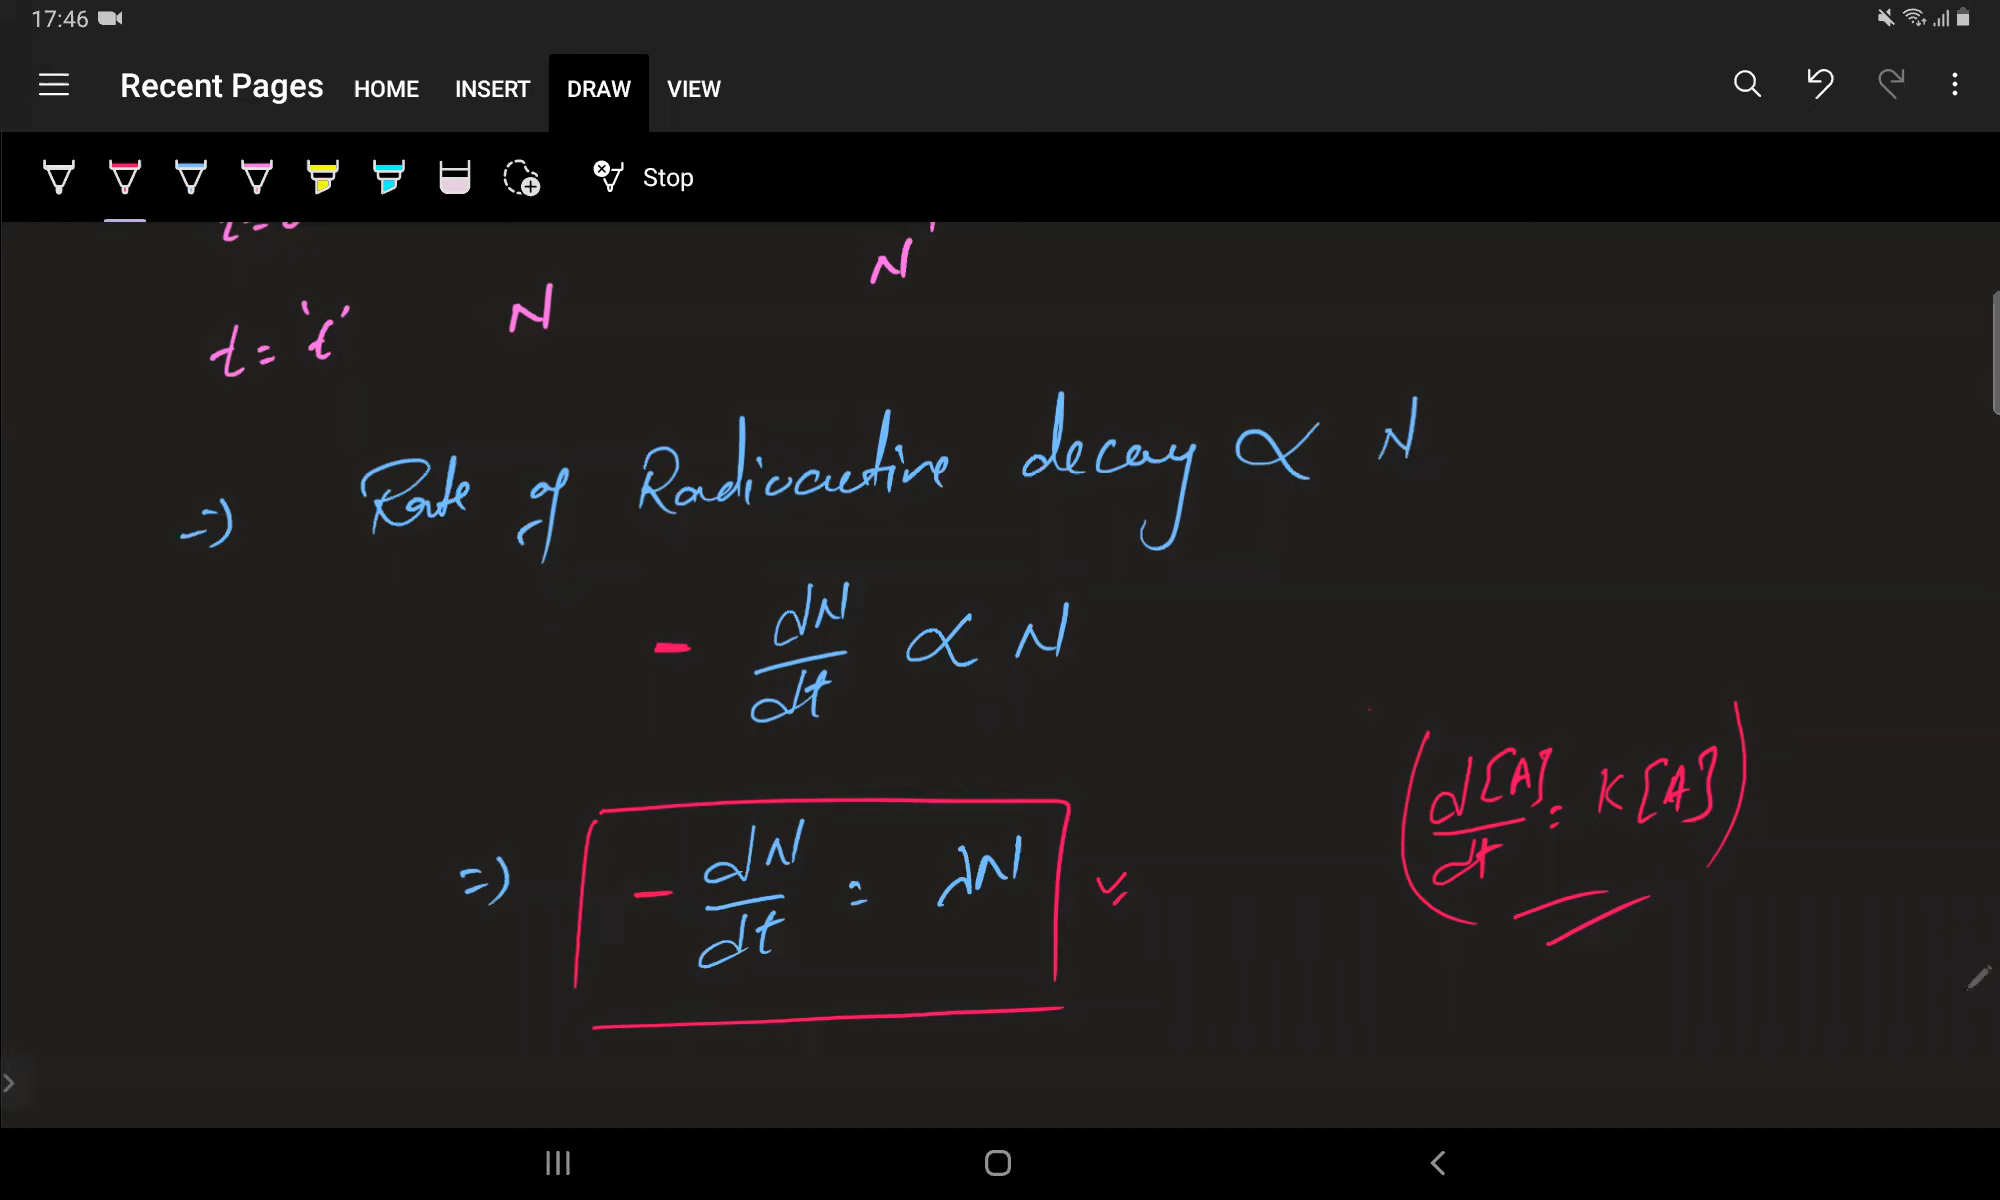 17:46
Recent Pages HOME INSERT DRAW VIEW
Stop
N'
t = 't' N
=> Rate of Radioactive decay ∝ N
- dN/dt ∝ N
(d[A]/dt = K[A])
=> - dN/dt = λN